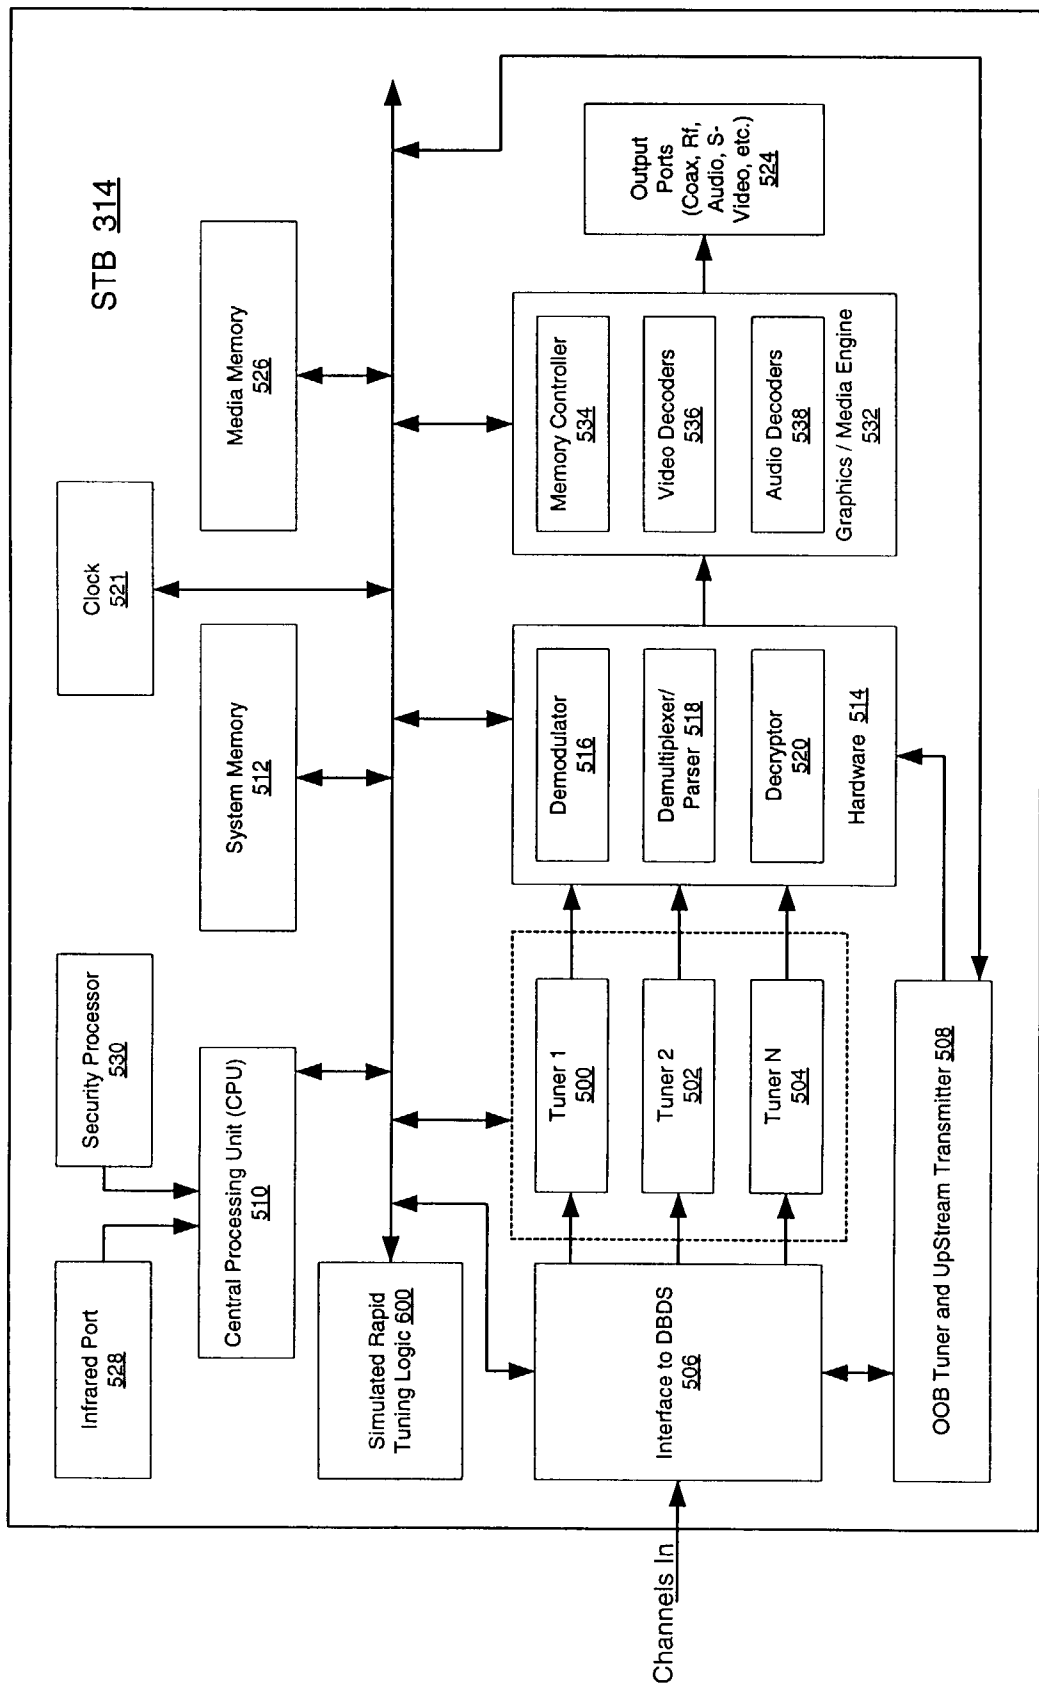 STB 314
Infrared Port
528
Security Processor
530
Clock
521
Central Processing Unit (CPU)
510
System Memory
512
Media Memory
526
Simulated Rapid
Tuning Logic 600
Channels In
Interface to DBDS
506
Tuner 1
500
Tuner 2
502
Tuner N
504
Demodulator
516
Demultiplexer/
Parser 518
Decryptor
520
Hardware 514
Memory Controller
534
Video Decoders
536
Audio Decoders
538
Graphics / Media Engine
532
Output
Ports
(Coax, Rf,
Audio, S-
Video, etc.)
524
OOB Tuner and UpStream Transmitter 508